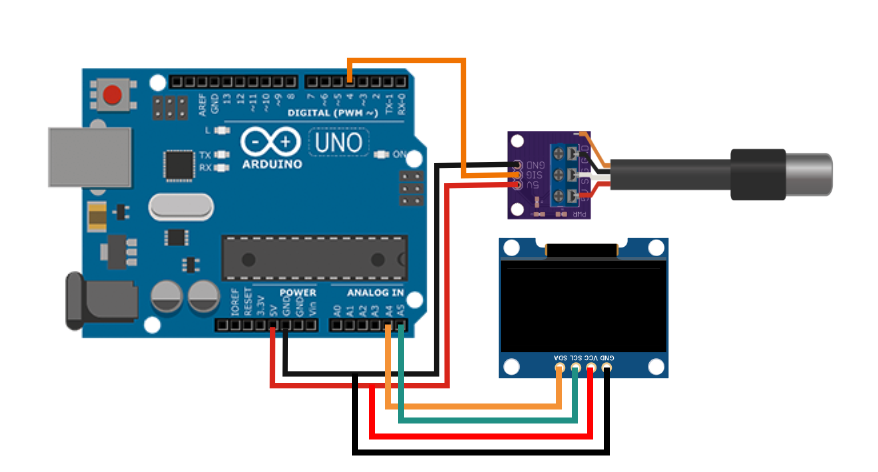 AREF
GND
13
12
~11
~10
~9
8
7
~6
~5
4
~3
2
TX-1
RX-0
DIGITAL (PWM ~)
L
TX
RX
ARDUINO
UNO
ON
POWER
ANALOG IN
IOREF
RESET
3.3V
5V
GND
GND
Vin
A0
A1
A2
A3
A4
A5
GND
SIG
5V
PWR
SDA SCL VCC GND